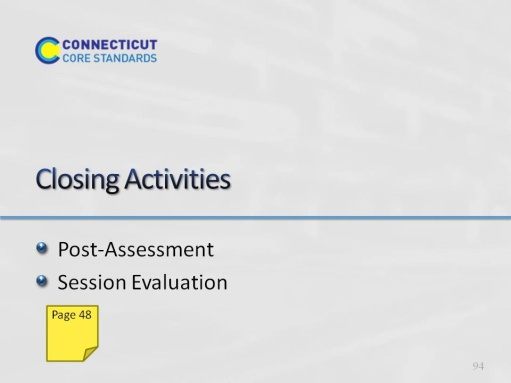 CONNECTICUT
CORE STANDARDS
Closing Activities
Post-Assessment
Session Evaluation
Page 48
94